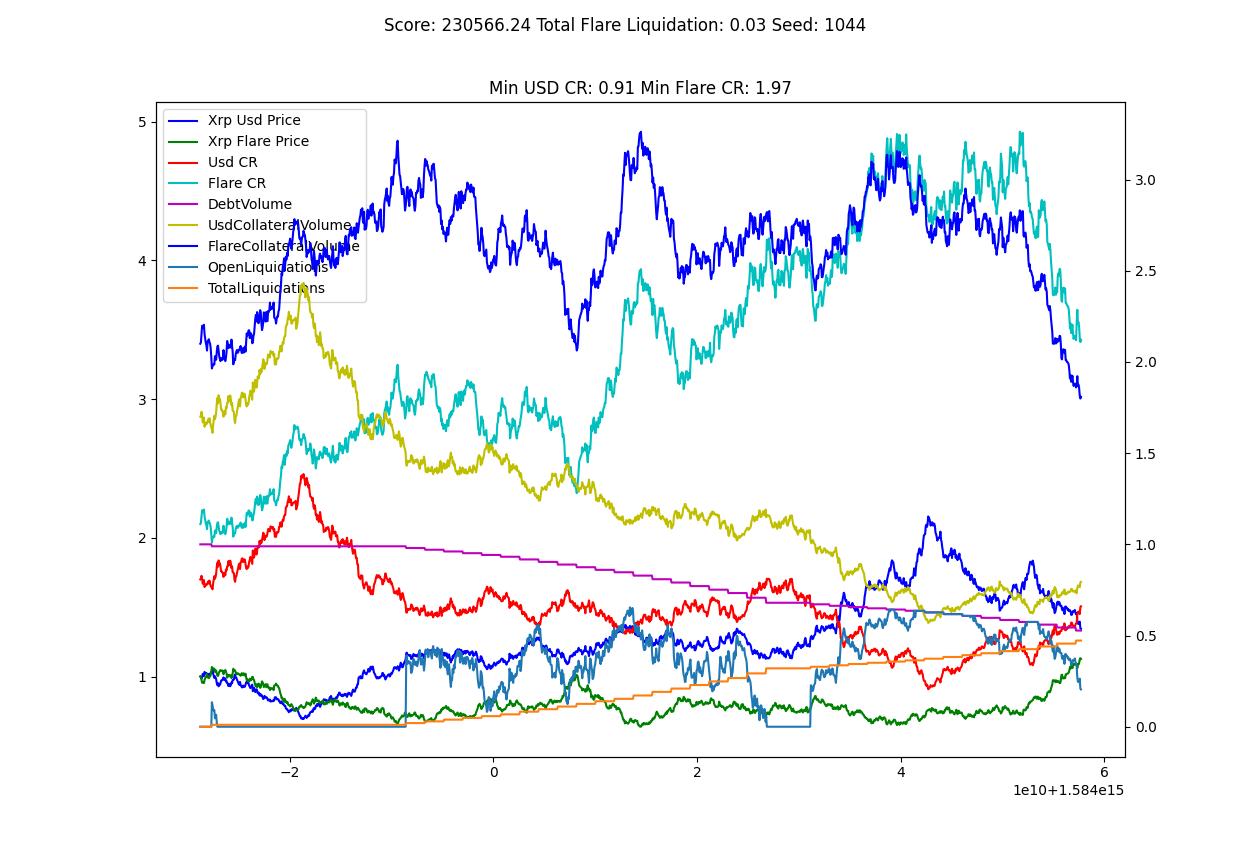 Score: 230566.24 Total Flare Liquidation: 0.03 Seed: 1044
Min USD CR: 0.91 Min Flare CR: 1.97
Xrp Usd Price
Xrp Flare Price
Usd CR
Flare CR
DebtVolume
UsdCollateralVolume
FlareCollateralVolume
OpenLiquidations
TotalLiquidations
5
4
3
2
1
3.0
2.5
2.0
1.5
1.0
0.5
0.0
−2
0
2
4
6
1e10+1.584e15